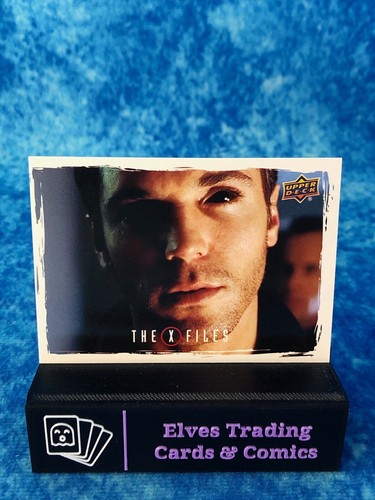 UPPER
DECK
®
THE X FILES
Elves Trading
Cards & Comics